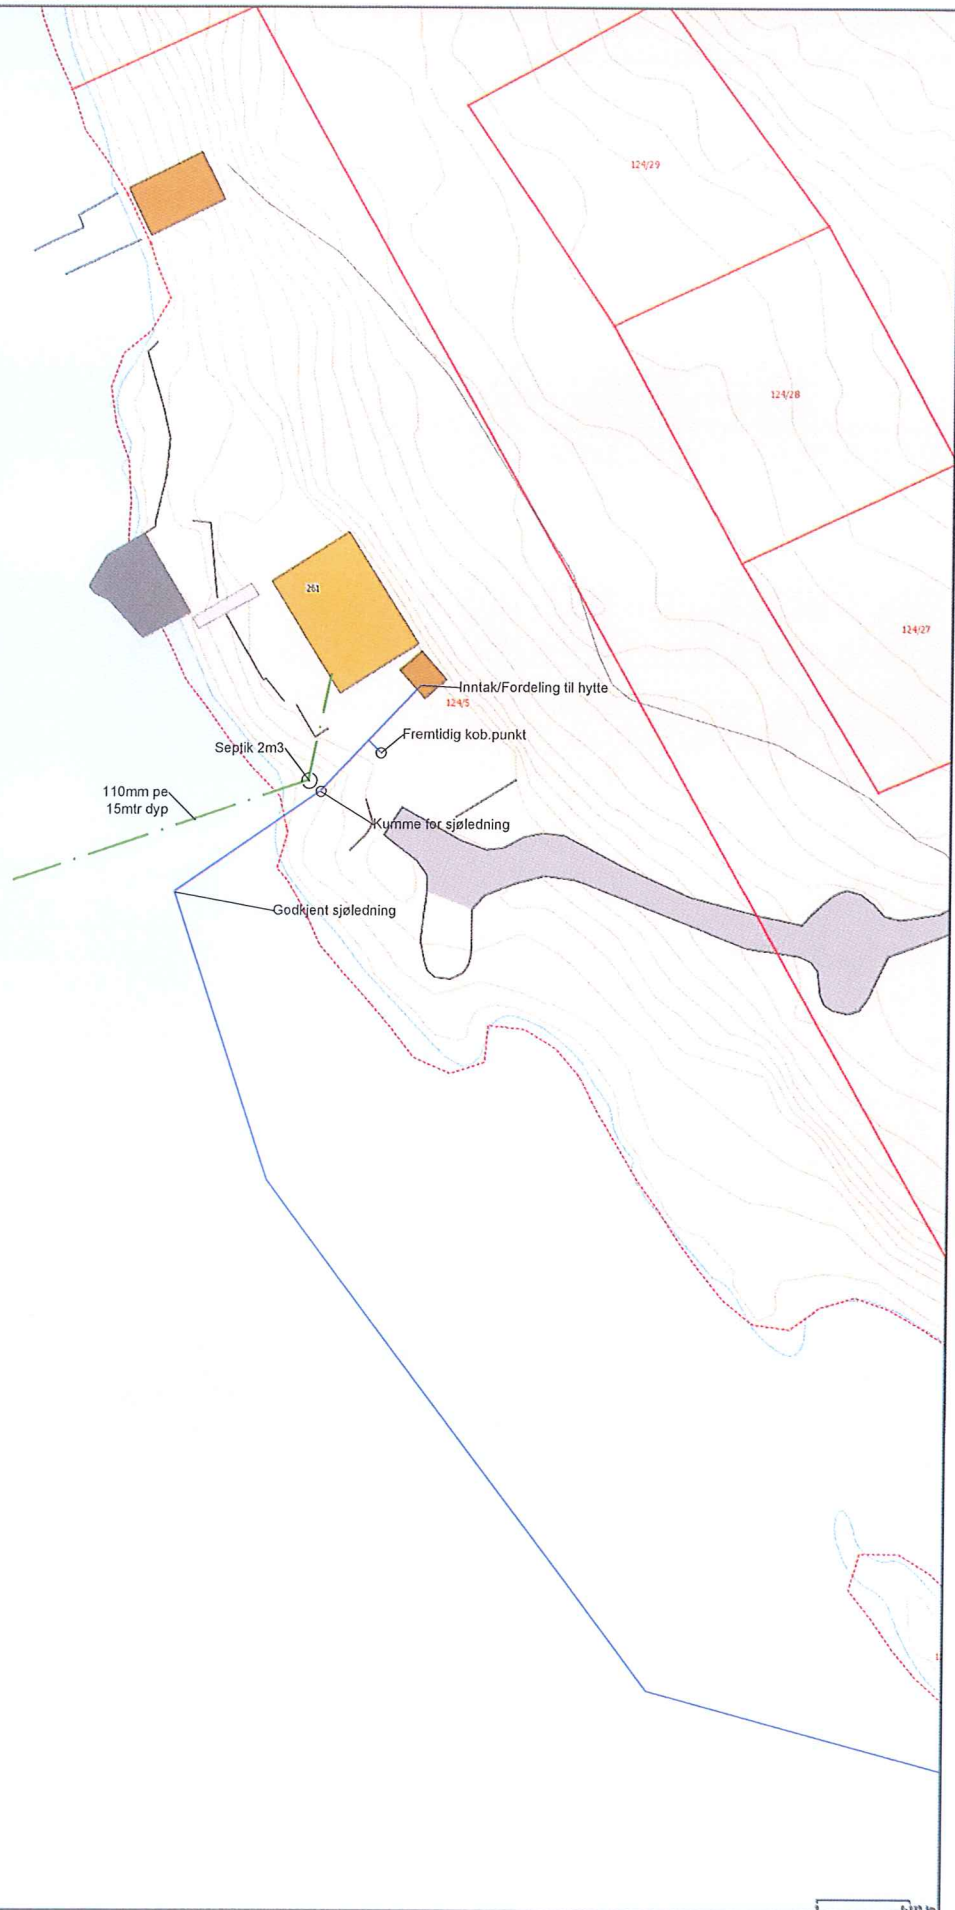 124/29
124/28
261
124/27
Inntak/Fordeling til hytte
124/5
Fremtidig kob.punkt
Septik 2m3
110mm pe
15mtr dyp
Kumme for sjøledning
Godkjent sjøledning